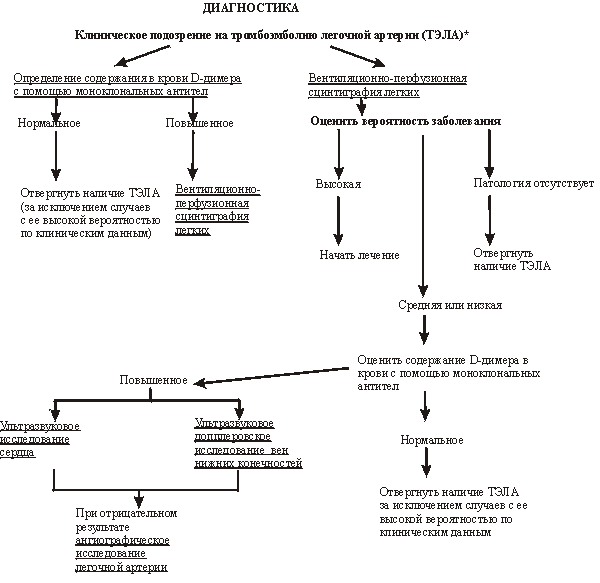 ДИАГНОСТИКА
Клиническое подозрение на тромбоэмболию легочной артерии (ТЭЛА)*
Определение содержания в крови D-димера
с помощью моноклональных антител
Вентиляционно-перфузионная
сцинтиграфия легких
Нормальное
Повышенное
Оценить вероятность заболевания
Отвергнуть наличие ТЭЛА
(за исключением случаев
с ее высокой вероятностью
по клиническим данным)
Вентиляционно-
перфузионная
сцинтиграфия
легких
Высокая
Патология отсутствует
Начать лечение
Отвергнуть
наличие ТЭЛА
Средняя или низкая
Оценить содержание D-димера в
крови с помощью моноклональных
антител
Повышенное
Ультразвуковое
исследование
сердца
Ультразвуковое
допплеровское
исследование вен
нижних конечностей
Нормальное
Отвергнуть наличие ТЭЛА
за исключением случаев с ее
высокой вероятностью по
клиническим данным
При отрицательном
результате
ангиографическое
исследование
легочной артерии